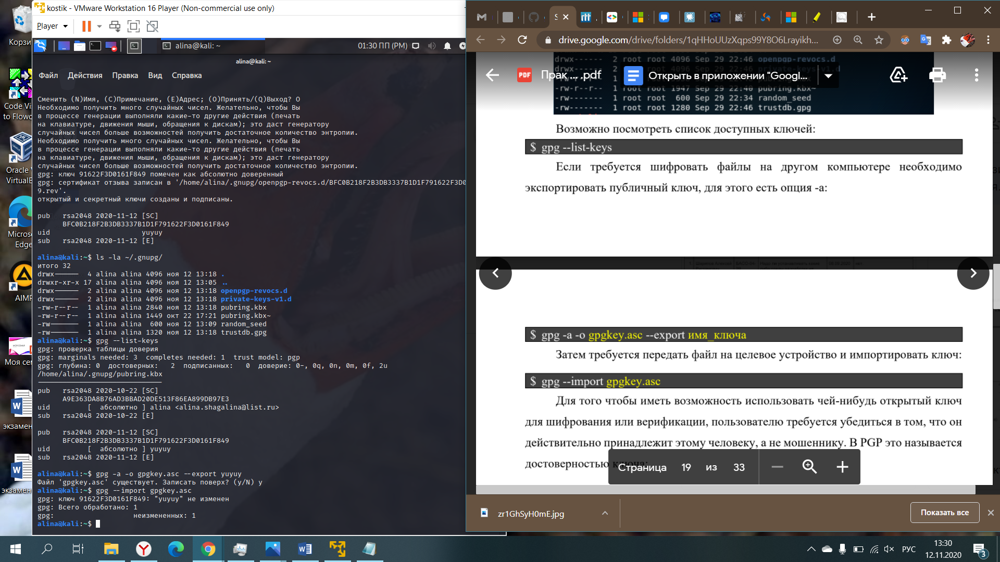 kostik - VMware Workstation 16 Player (Non-commercial use only)
Player
alina@kali: ~
01:30 ПП (PM)
alina@kali: ~
Файл Действия Правка Вид Справка
Сменить (N)Имя, (C)Примечание, (E)Адрес; (O)Принять/(Q)Выход? O
Необходимо получить много случайных чисел. Желательно, чтобы Вы
в процессе генерации выполняли какие-то другие действия (печать
на клавиатуре, движения мыши, обращения к дискам); это даст генератору
случайных чисел больше возможностей получить достаточное количество энтропии.
Необходимо получить много случайных чисел. Желательно, чтобы Вы
в процессе генерации выполняли какие-то другие действия (печать
на клавиатуре, движения мыши, обращения к дискам); это даст генератору
случайных чисел больше возможностей получить достаточное количество энтропии.
gpg: ключ 91622F3D0161F849 помечен как абсолютно доверенный
gpg: сертификат отзыва записан в '/home/alina/.gnupg/openpgp-revocs.d/BFC0B218F2B3DB3337B1D1F791622F3D0
9.rev'.
открытый и секретный ключи созданы и подписаны.
pub rsa2048 2020-11-12 [SC]
BFC0B218F2B3DB3337B1D1F791622F3D0161F849
uid yuyuy
sub rsa2048 2020-11-12 [E]
alina@kali:~$ ls -la ~/.gnupg/
итого 32
drwx------ 4 alina alina 4096 ноя 12 13:18 .
drwxr-xr-x 17 alina alina 4096 ноя 12 13:05 ..
drwx------ 2 alina alina 4096 ноя 12 13:18 openpgp-revocs.d
drwx------ 2 alina alina 4096 ноя 12 13:18 private-keys-v1.d
-rw-r--r-- 1 alina alina 2840 ноя 12 13:18 pubring.kbx
-rw-r--r-- 1 alina alina 1449 окт 22 17:21 pubring.kbx~
-rw------- 1 alina alina 600 ноя 12 13:09 random_seed
-rw------- 1 alina alina 1320 ноя 12 13:18 trustdb.gpg
alina@kali:~$ gpg --list-keys
gpg: проверка таблицы доверия
gpg: marginals needed: 3 completes needed: 1 trust model: pgp
gpg: глубина: 0 достоверных: 2 подписанных: 0 доверие: 0-, 0q, 0n, 0m, 0f, 2u
/home/alina/.gnupg/pubring.kbx
------------------------------
pub rsa2048 2020-10-22 [SC]
A9E363DA8B76AD3BBAD20DE513F86EA899DB97E3
uid [ абсолютно ] alina <alina.shagalina@list.ru>
sub rsa2048 2020-10-22 [E]
pub rsa2048 2020-11-12 [SC]
BFC0B218F2B3DB3337B1D1F791622F3D0161F849
uid [ абсолютно ] yuyuy
sub rsa2048 2020-11-12 [E]
alina@kali:~$ gpg -a -o gpgkey.asc --export yuyuy
Файл 'gpgkey.asc' существует. Записать поверх? (y/N) y
alina@kali:~$ gpg --import gpgkey.asc
gpg: ключ 91622F3D0161F849: "yuyuy" не изменен
gpg: Всего обработано: 1
gpg: неизмененных: 1
alina@kali:~$
Корзи
Code Vi
to Flowc
Oracle
VirtualB
Micros
Edge
AIMP
Моя се
экзамен
экзамен
drive.google.com/drive/folders/1qHHoUUzXqps99Y8O6Lrayikh...
drwx------ 2 root root 4096 Sep 29 22:46 openpgp-revocs.d
Прак ... .pdf
PDF
Открыть в приложении "Googl...
-rw-r--r-- 1 root root 1947 Sep 29 22:40 pubring.kbx~
-rw------- 1 root root 600 Sep 29 22:34 random_seed
-rw------- 1 root root 1280 Sep 29 22:46 trustdb.gpg
Возможно посмотреть список доступных ключей:
$ gpg --list-keys
Если требуется шифровать файлы на другом компьютере необходимо
экспортировать публичный ключ, для этого есть опция -a:
$ gpg -a -o gpgkey.asc --export имя_ключа
Затем требуется передать файл на целевое устройство и импортировать ключ:
$ gpg --import gpgkey.asc
Для того чтобы иметь возможность использовать чей-нибудь открытый ключ
для шифрования или верификации, пользователю требуется убедиться в том, что он
действительно принадлежит этому человеку, а не мошеннику. В PGP это называется
достоверностью ключа:
Страница 19 из 33
zr1GhSyH0mE.jpg
Показать все
РУС
13:30
12.11.2020
3